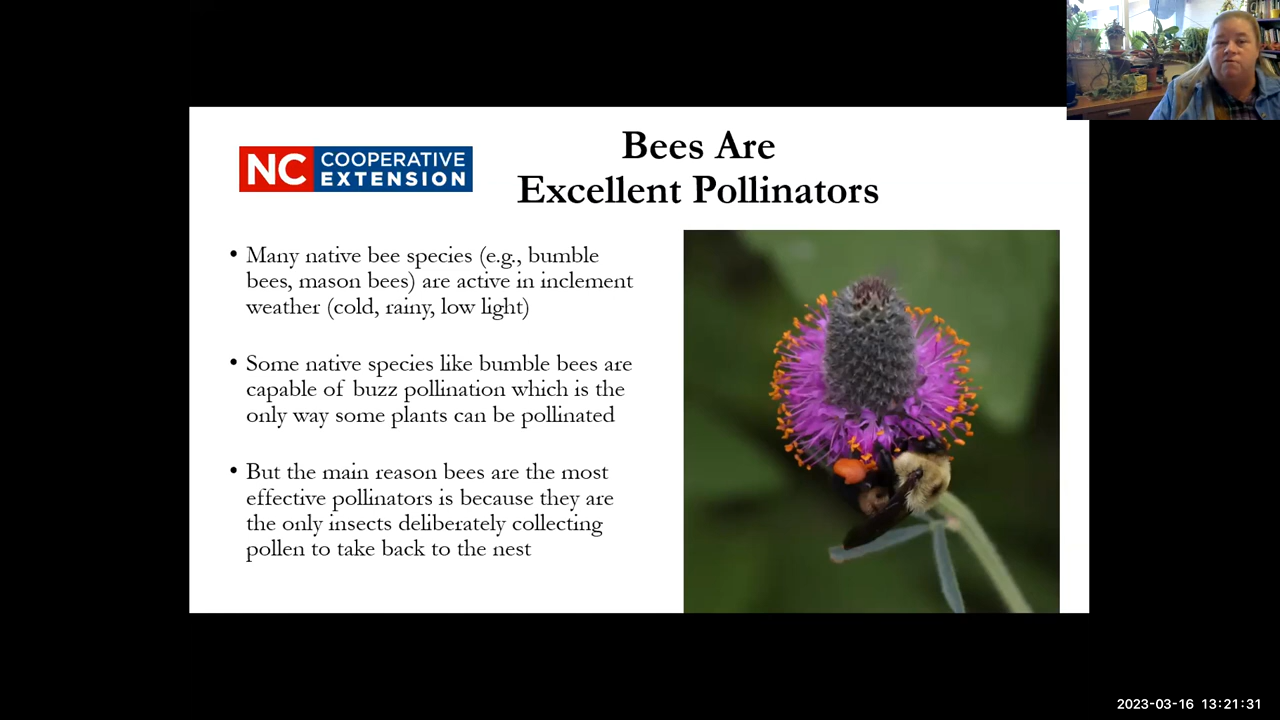 NC COOPERATIVE
EXTENSION
Bees Are
Excellent Pollinators
• Many native bee species (e.g., bumble
bees, mason bees) are active in inclement
weather (cold, rainy, low light)
• Some native species like bumble bees are
capable of buzz pollination which is the
only way some plants can be pollinated
• But the main reason bees are the most
effective pollinators is because they are
the only insects deliberately collecting
pollen to take back to the nest
2023-03-16 13:21:31